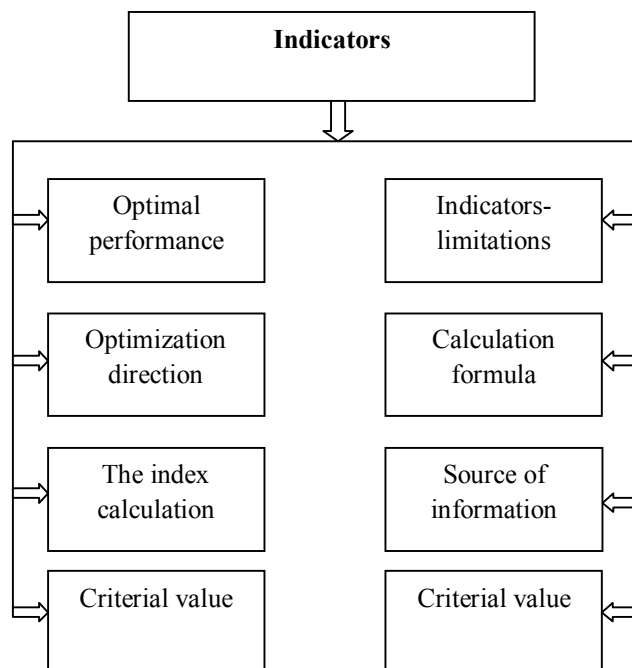 Indicators
Optimal
performance
Indicators-
limitations
Optimization
direction
Calculation
formula
The index
calculation
Source of
information
Criterial value
Criterial value